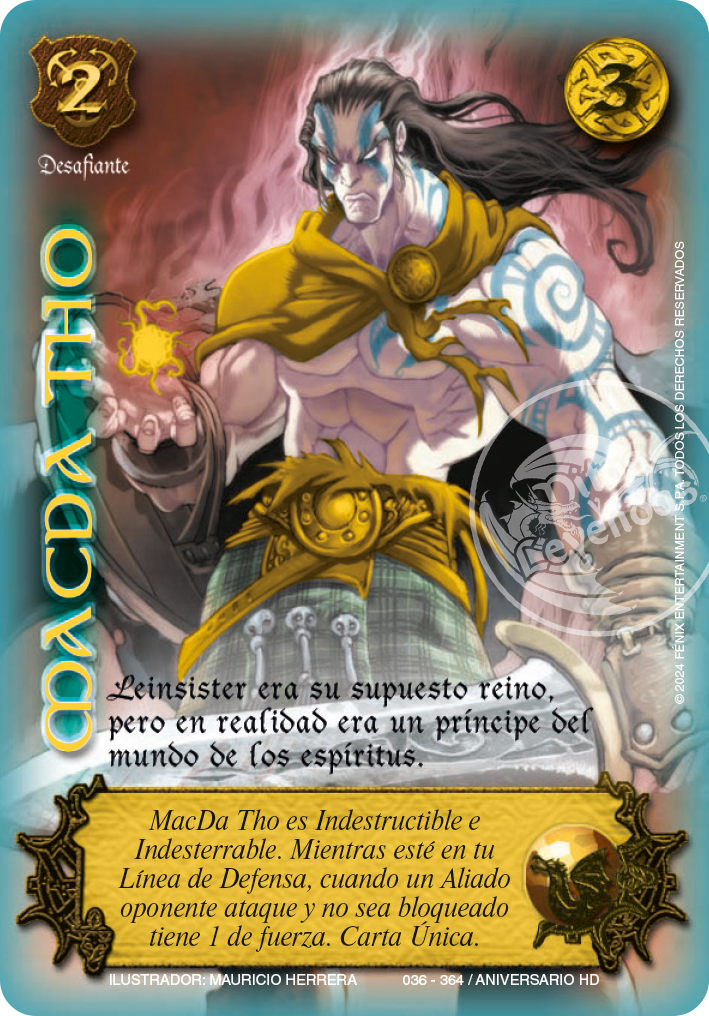 2
3
Desafiante
MACDA THO
Leinsister era su supuesto reino,
pero en realidad era un príncipe del
mundo de los espíritus.
MacDa Tho es Indestructible e
Indesterrable. Mientras esté en tu
Línea de Defensa, cuando un Aliado
oponente ataque y no sea bloqueado
tiene 1 de fuerza. Carta Única.
ILUSTRADOR: MAURICIO HERRERA 036 - 364 / ANIVERSARIO HD
© 2024 FENIX ENTERTAINMENT S.PA. TODOS LOS DERECHOS RESERVADOS